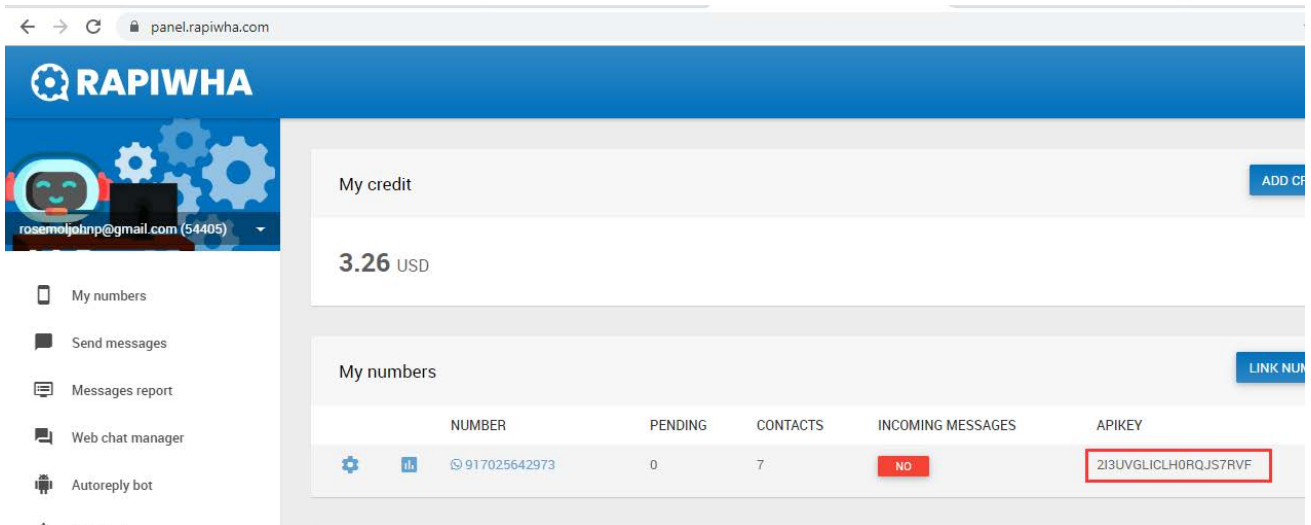 panel.rapiwha.com
RAPIWHA
rosemoljohnp@gmail.com (54405)
My numbers
Send messages
Messages report
Web chat manager
Autoreply bot
My credit
ADD CR
3.26 USD
My numbers
LINK NUM
NUMBER PENDING CONTACTS INCOMING MESSAGES APIKEY
917025642973 0 7 NO 2I3UVGLICLH0RQJS7RVF